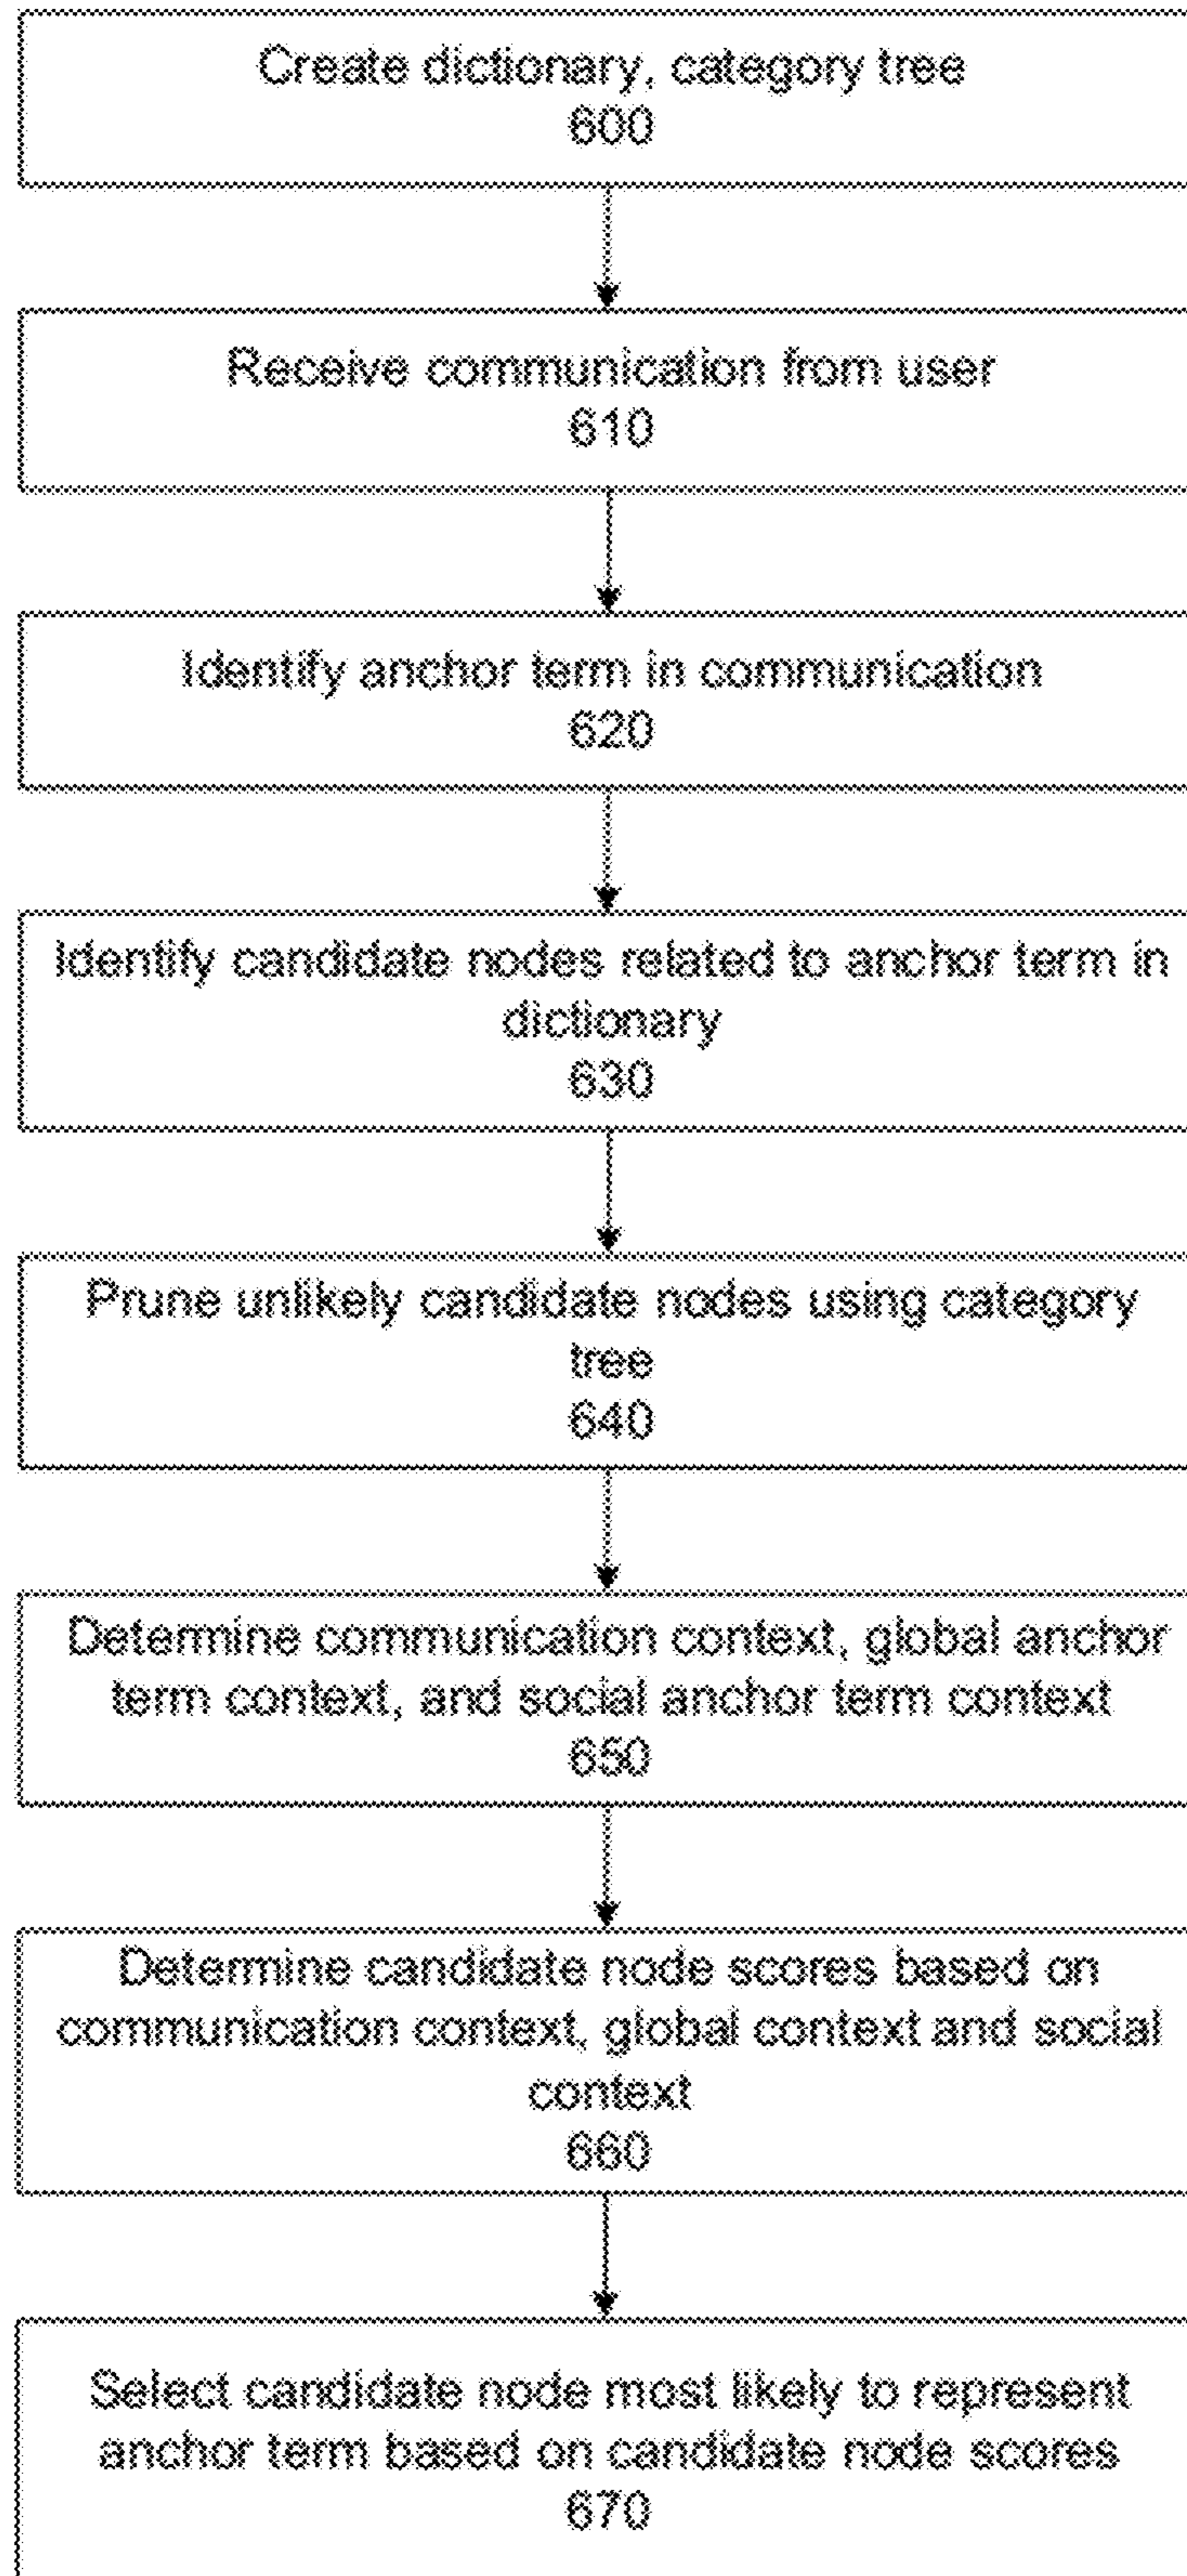 Create dictionary, category tree
600
Receive communication from user
610
Identify anchor term in communication
620
Identify candidate nodes related to anchor term in
dictionary
630
Prune unlikely candidate nodes using category
tree
640
Determine communication context, global anchor
term context, and social anchor term context
650
Determine candidate node scores based on
communication context, global context and social
context
660
Select candidate node most likely to represent
anchor term based on candidate node scores
670